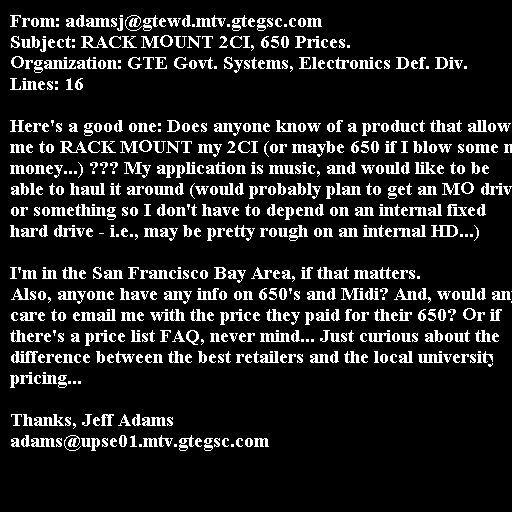 From: adamsj@gtewd.mtv.gtegsc.com
Subject: RACK MOUNT 2CI, 650 Prices.
Organization: GTE Govt. Systems, Electronics Def. Div.
Lines: 16

Here's a good one: Does anyone know of a product that allow
me to RACK MOUNT my 2CI (or maybe 650 if I blow some
money...) ??? My application is music, and would like to be
able to haul it around (would probably plan to get an MO driv
or something so I don't have to depend on an internal fixed
hard drive - i.e., may be pretty rough on an internal HD...)

I'm in the San Francisco Bay Area, if that matters.
Also, anyone have any info on 650's and Midi? And, would any
care to email me with the price they paid for their 650? Or if
there's a price list FAQ, never mind... Just curious about the
difference between the best retailers and the local university
pricing...

Thanks, Jeff Adams
adams@upse01.mtv.gtegsc.com